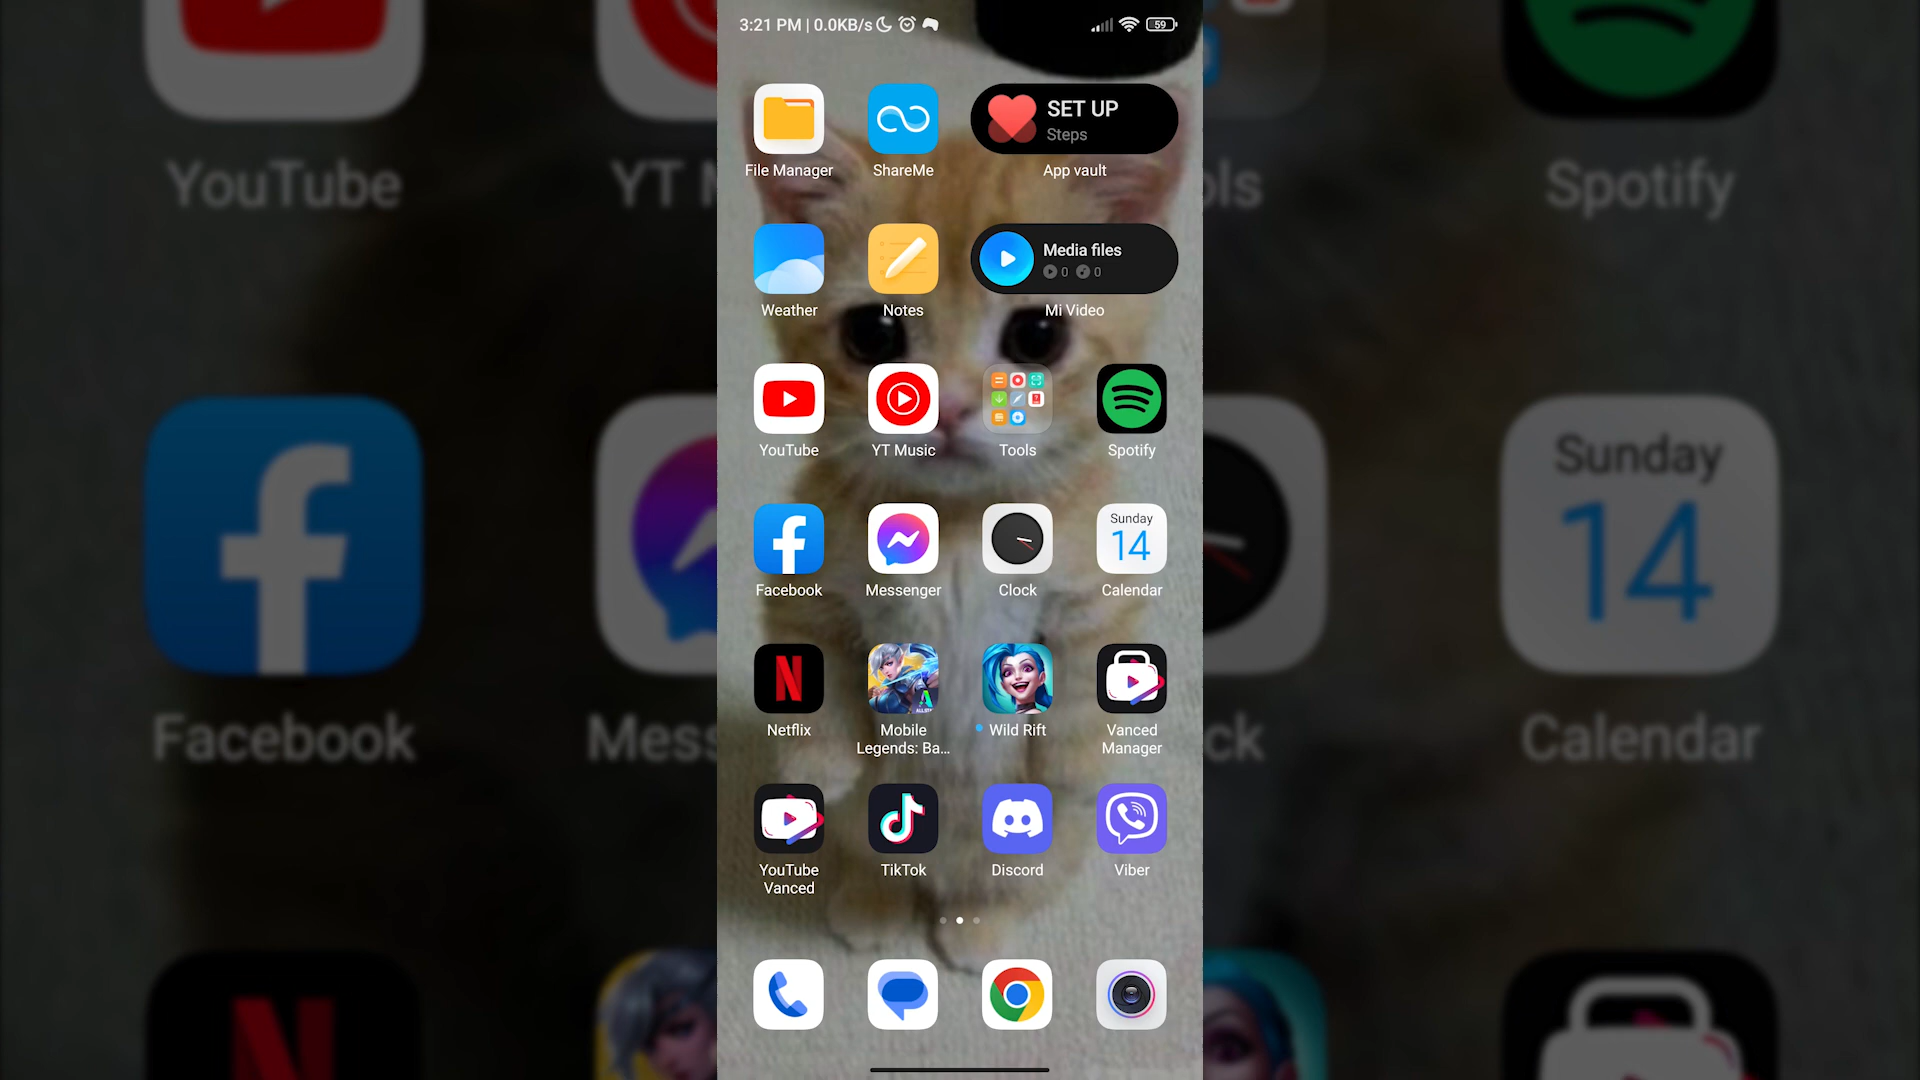 3:21 PM | 0.0KB/s
59
SET UP
Steps
File Manager
ShareMe
App vault
Media files
0 0
Weather
Notes
Mi Video
YouTube
YT Music
Tools
Spotify
Sunday
14
Facebook
Messenger
Clock
Calendar
N
Mobile
Legends: Ba...
Netflix
Wild Rift
Vanced
Manager
YouTube
Vanced
TikTok
Discord
Viber
YouTube
YT M
ols
Spotify
Sunday
14
Facebook
Mess
ck
Calendar